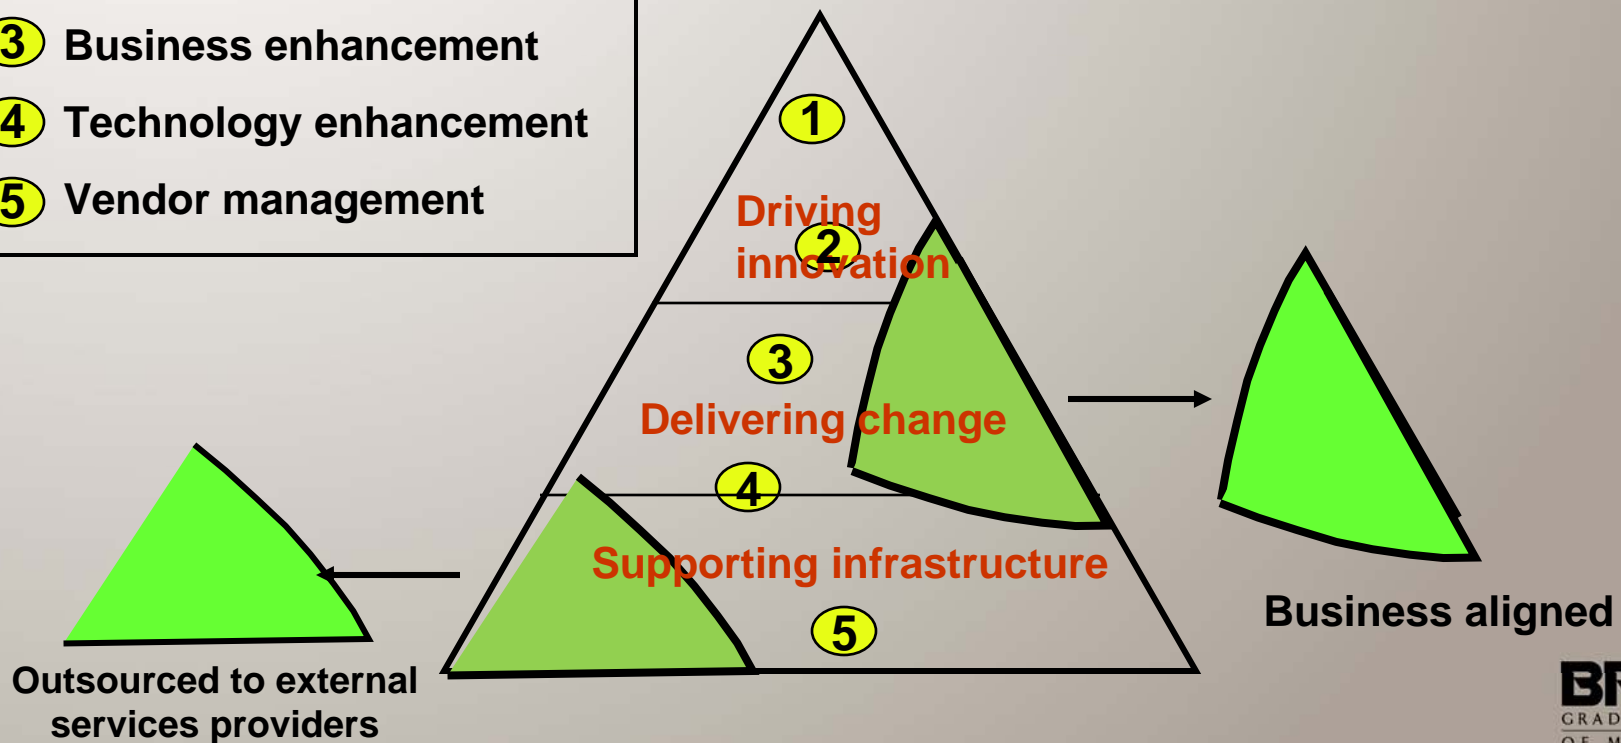 3 Business enhancement
4 Technology enhancement
5 Vendor management
1
Driving
2
innovation
3
Delivering change
4
Supporting infrastructure
5
Business aligned
Outsourced to external
services providers